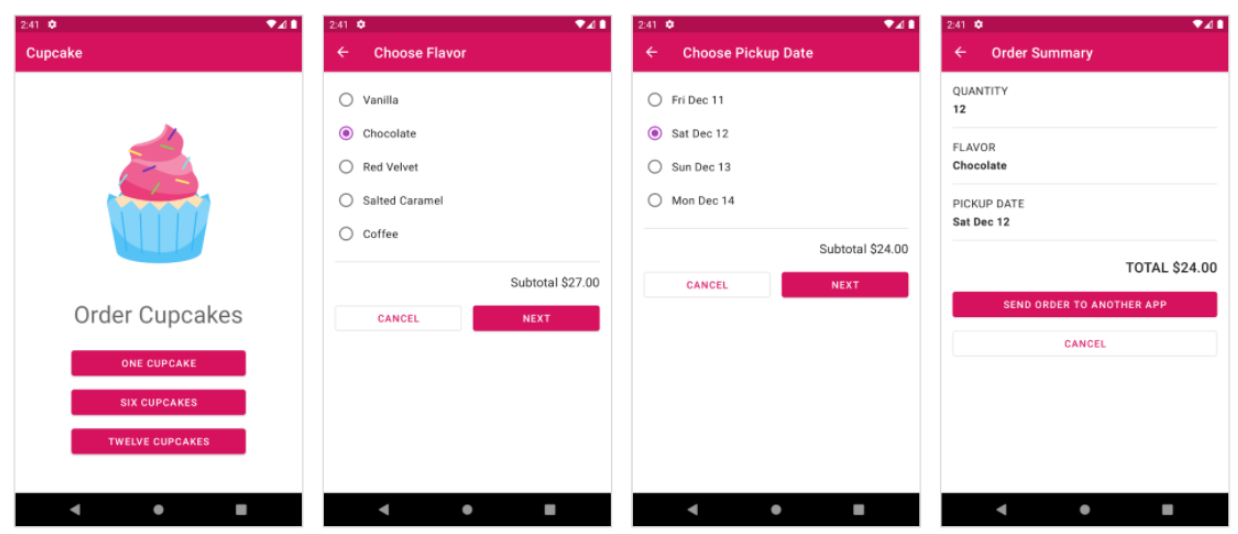 2:41
Cupcake
Order Cupcakes
ONE CUPCAKE
SIX CUPCAKES
TWELVE CUPCAKES
2:41
Choose Flavor
Vanilla
Chocolate
Red Velvet
Salted Caramel
Coffee
Subtotal $27.00
CANCEL NEXT
2:41
Choose Pickup Date
Fri Dec 11
Sat Dec 12
Sun Dec 13
Mon Dec 14
Subtotal $24.00
CANCEL NEXT
2:41
Order Summary
QUANTITY
12
FLAVOR
Chocolate
PICKUP DATE
Sat Dec 12
TOTAL $24.00
SEND ORDER TO ANOTHER APP
CANCEL